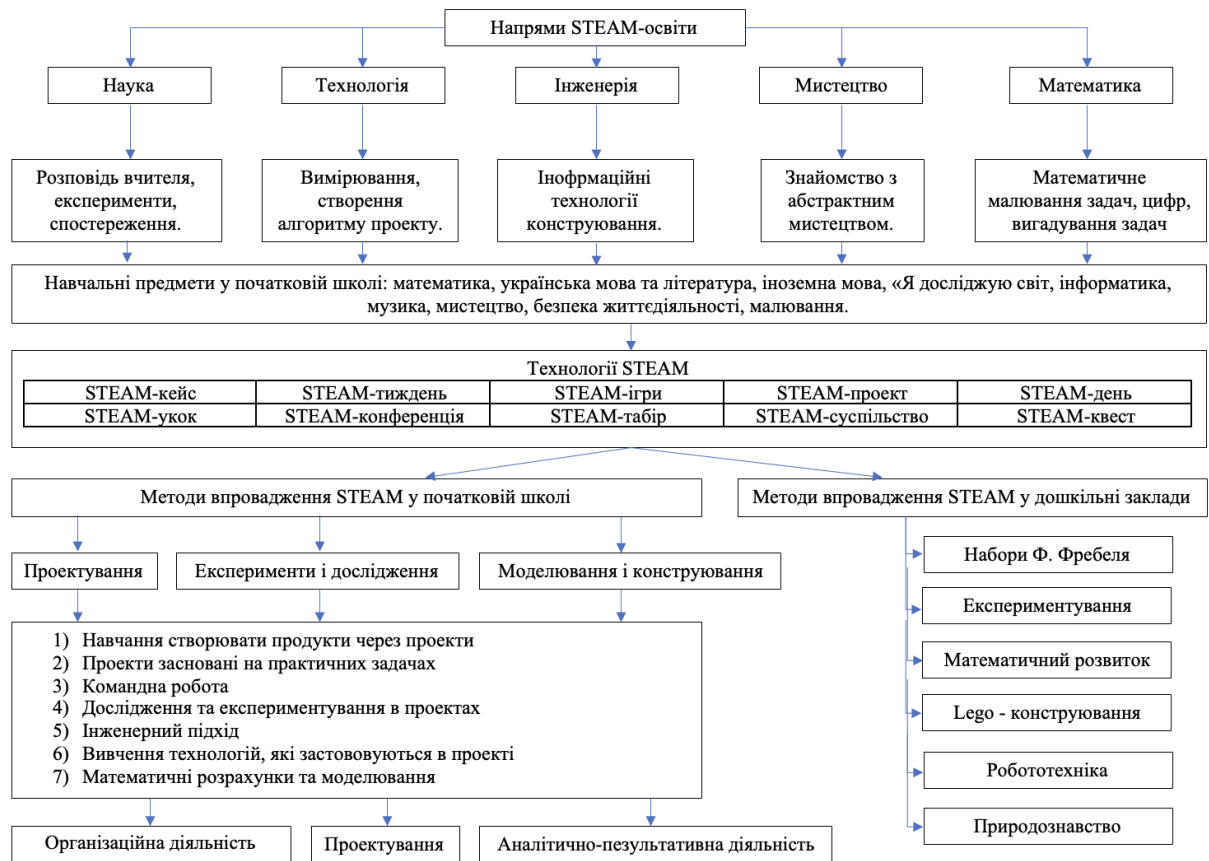 Напрями STEAM-освіти
Наука
Технологія
Інженерія
Мистецтво
Математика
Розповідь вчителя,
експерименти,
спостереження.
Вимірювання,
створення
алгоритму проекту.
Інофрмаційні
технології
конструювання.
Знайомство з
абстрактним
мистецтвом.
Математичне
малювання задач, цифр,
вигадування задач
Навчальні предмети у початковій школі: математика, українська мова та література, іноземна мова, «Я досліджую світ, інформатика,
музика, мистецтво, безпека життєдіяльності, малювання.
Технології STEAM
STEAM-кейс
STEAM-тиждень
STEAM-ігри
STEAM-проект
STEAM-день
STEAM-укок
STEAM-конференція
STEAM-табір
STEAM-суспільство
STEAM-квест
Методи впровадження STEAM у початковій школі
Методи впровадження STEAM у дошкільні заклади
Проектування
Експерименти і дослідження
Моделювання і конструювання
1) Навчання створювати продукти через проекти
2) Проекти засновані на практичних задачах
3) Командна робота
4) Дослідження та експериментування в проектах
5) Інженерний підхід
6) Вивчення технологій, які застововуються в проекті
7) Математичні розрахунки та моделювання
Організаційна діяльність
Проектування
Аналітично-пезультативна діяльність
Набори Ф. Фребеля
Експериментування
Математичний розвиток
Lego - конструювання
Робототехніка
Природознавство